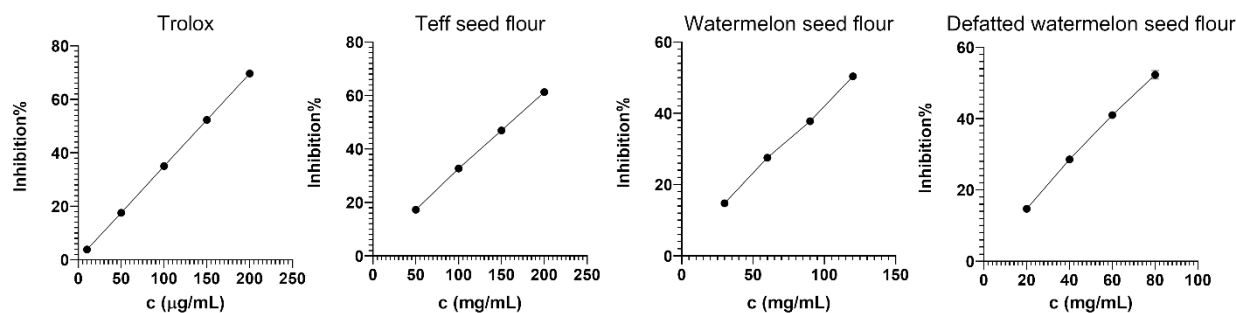 Trolox
Inhibition%
80
60
40
20
0
0 50 100 150 200 250
c (μg/mL)
Teff seed flour
Inhibition%
80
60
40
20
0
0 50 100 150 200 250
c (mg/mL)
Watermelon seed flour
Inhibition%
60
40
20
0
0 50 100 150
c (mg/mL)
Defatted watermelon seed flour
Inhibition%
60
40
20
0
0 20 40 60 80 100
c (mg/mL)